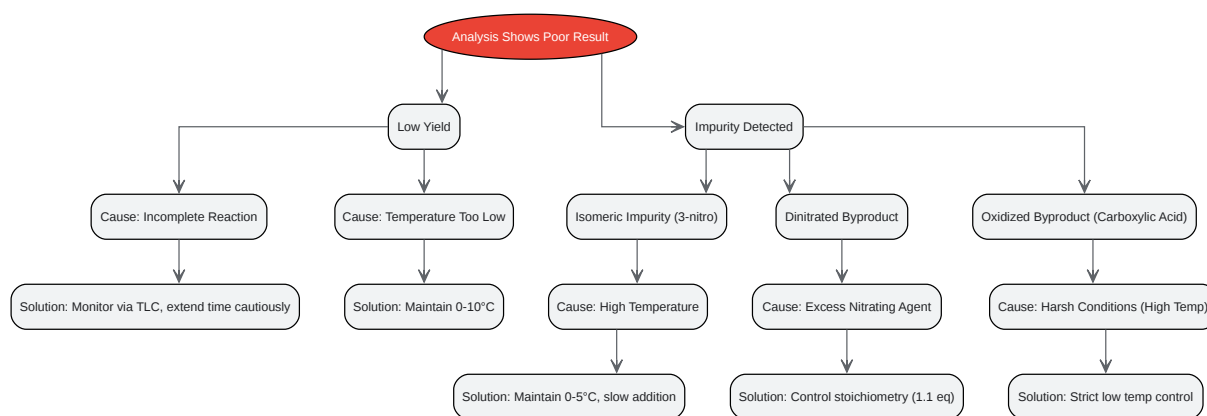 Analysis Shows Poor Result
Low Yield
Impurity Detected
Cause: Incomplete Reaction
Cause: Temperature Too Low
Isomeric Impurity (3-nitro)
Dinitrated Byproduct
Oxidized Byproduct (Carboxylic Acid)
Solution: Monitor via TLC, extend time cautiously
Solution: Maintain 0-10°C
Cause: High Temperature
Cause: Excess Nitrating Agent
Cause: Harsh Conditions (High Temp)
Solution: Maintain 0-5°C, slow addition
Solution: Control stoichiometry (1.1 eq)
Solution: Strict low temp control